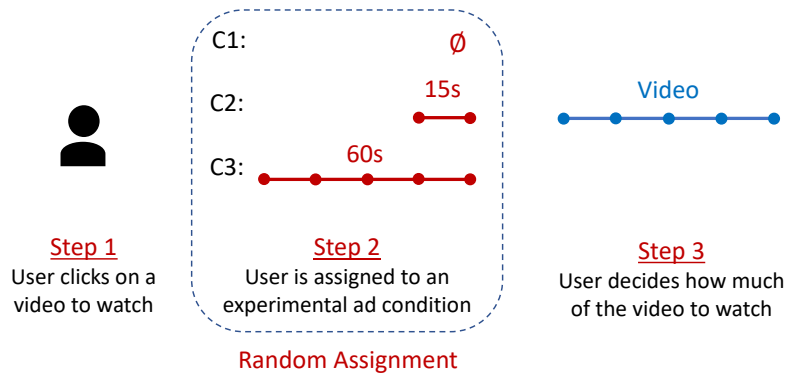 C1:
Ø
C2:
15s
C3:
60s
Video
Step 1
User clicks on a
video to watch
Step 2
User is assigned to an
experimental ad condition
Step 3
User decides how much
of the video to watch
Random Assignment